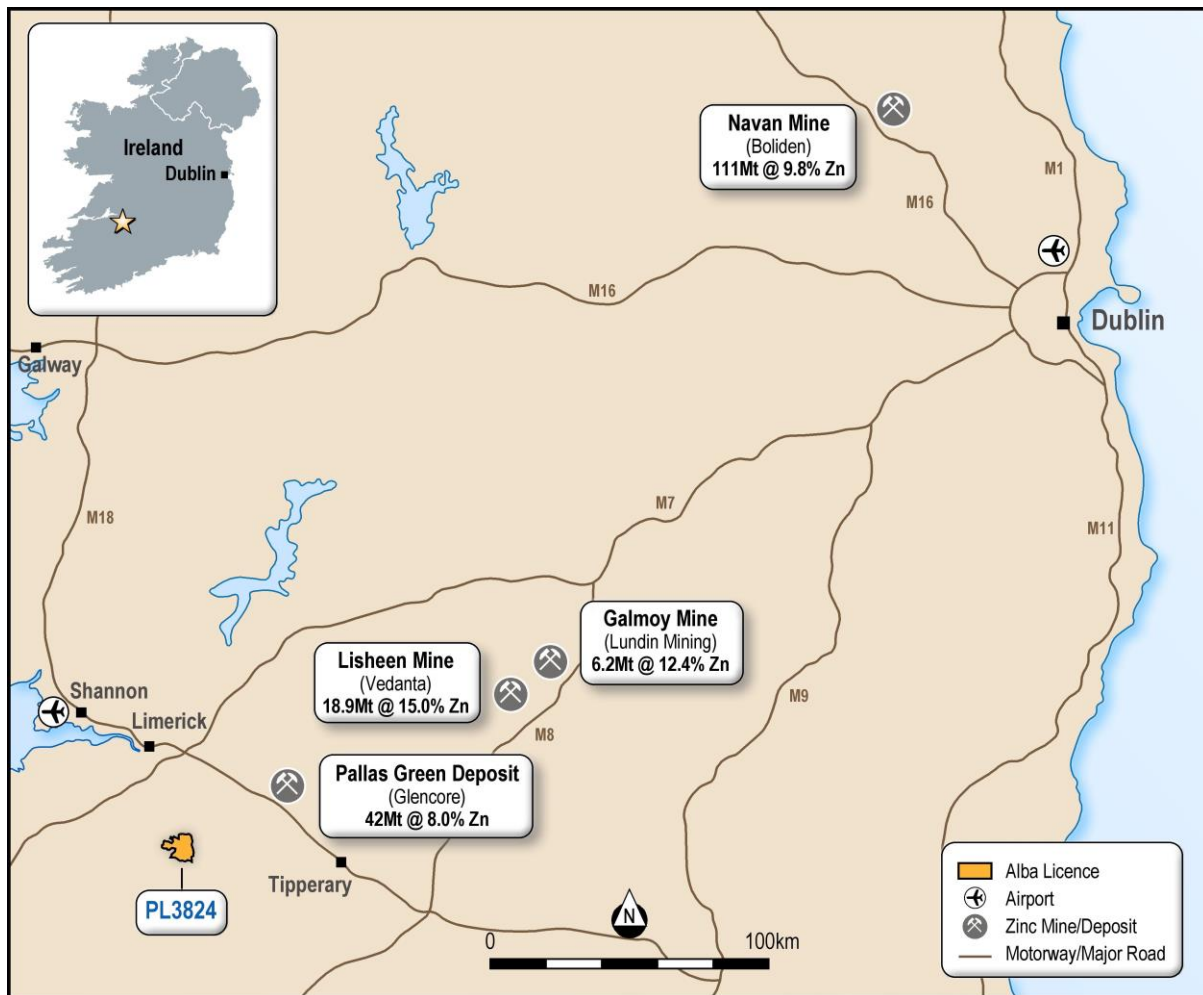 Ireland
Dublin
Navan Mine
(Boliden)
111Mt @ 9.8% Zn
M1
M16
M16
Dublin
Galway
M18
M7
M11
Galmoy Mine
(Lundin Mining)
6.2Mt @ 12.4% Zn
Lisheen Mine
(Vedanta)
18.9Mt @ 15.0% Zn
M9
Shannon
Limerick
M8
Pallas Green Deposit
(Glencore)
42Mt @ 8.0% Zn
Tipperary
PL3824
N
0 100km
Alba Licence
Airport
Zinc Mine/Deposit
Motorway/Major Road